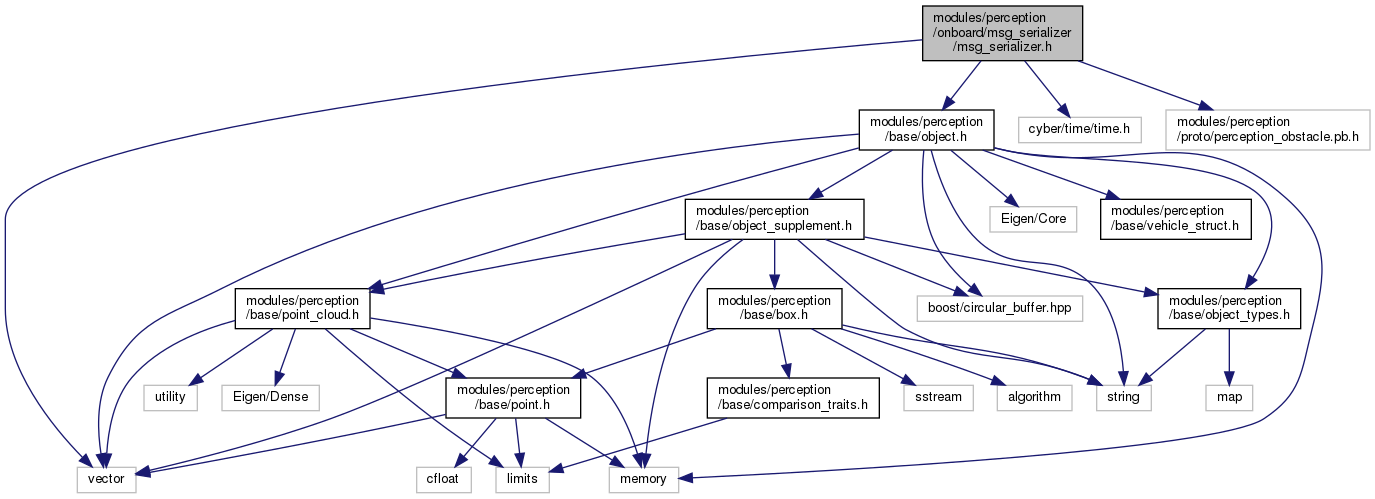 modules/perception
/onboard/msg_serializer
/msg_serializer.h
modules/perception
/base/object.h
cyber/time/time.h
modules/perception
/proto/perception_obstacle.pb.h
modules/perception
/base/object_supplement.h
Eigen/Core
modules/perception
/base/vehicle_struct.h
modules/perception
/base/point_cloud.h
modules/perception
/base/box.h
boost/circular_buffer.hpp
modules/perception
/base/object_types.h
utility
Eigen/Dense
modules/perception
/base/point.h
modules/perception
/base/comparison_traits.h
sstream
algorithm
string
map
vector
cfloat
limits
memory